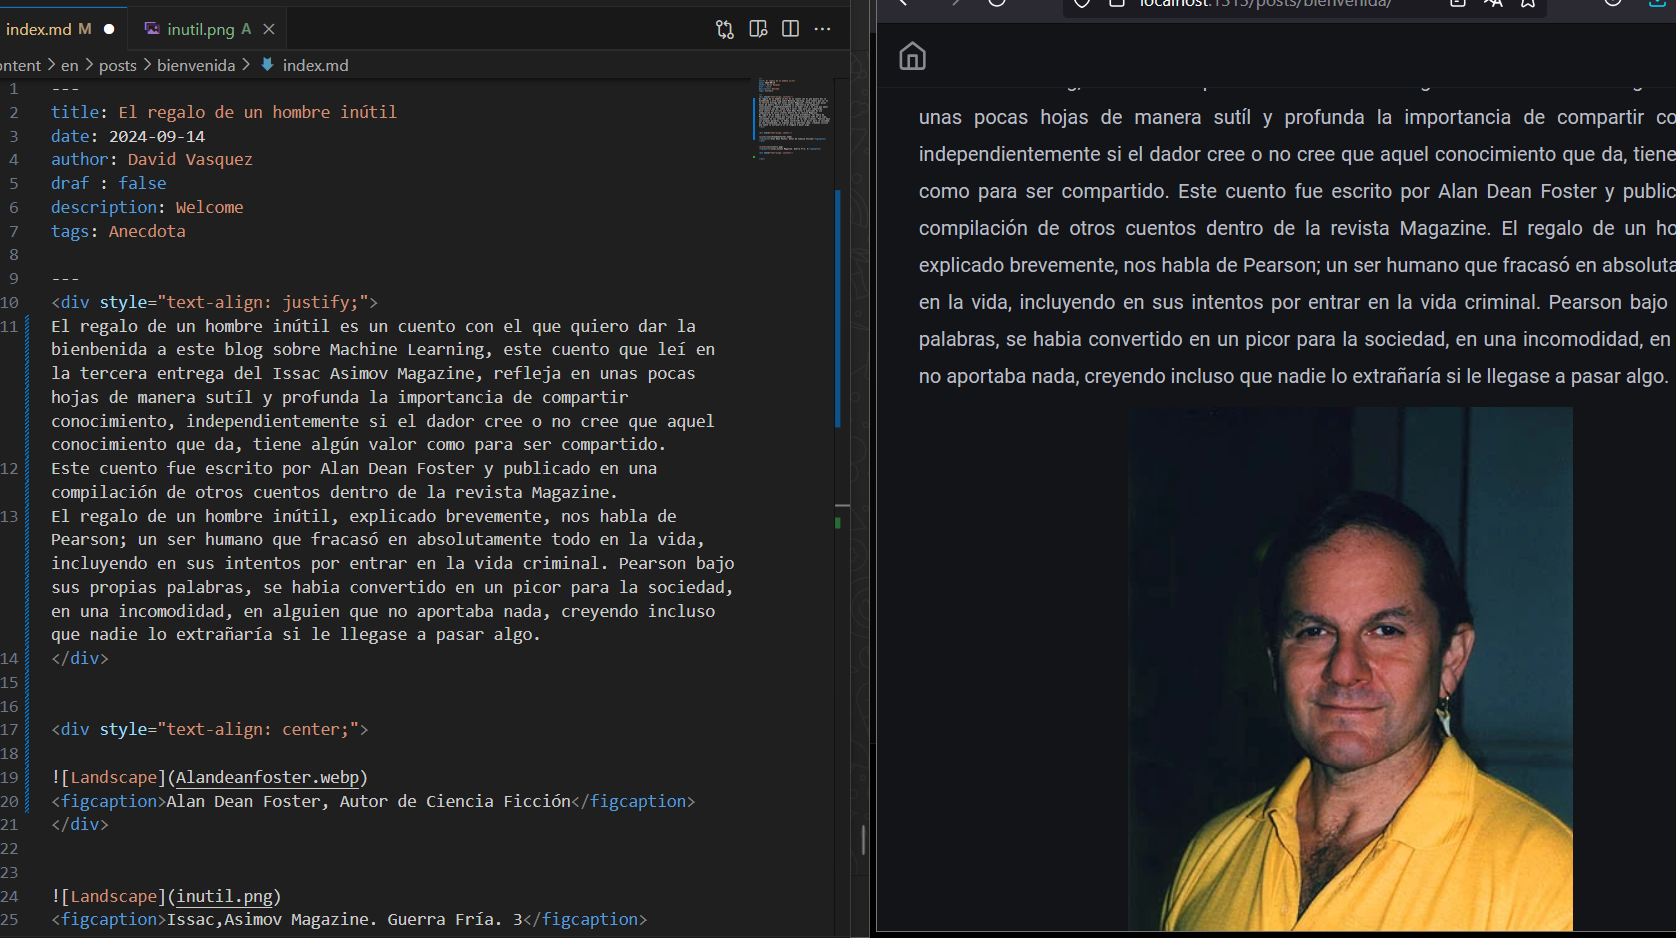 index.md M
inutil.png A
ontent > en > posts > bienvenida > index.md
1 ---
2 title: El regalo de un hombre inútil
3 date: 2024-09-14
4 author: David Vasquez
5 draf : false
6 description: Welcome
7 tags: Anecdota
8
9 ---
10 <div style="text-align: justify;">
11 El regalo de un hombre inútil es un cuento con el que quiero dar la
bienbenida a este blog sobre Machine Learning, este cuento que leí en
la tercera entrega del Issac Asimov Magazine, refleja en unas pocas
hojas de manera sutíl y profunda la importancia de compartir
conocimiento, independientemente si el dador cree o no cree que aquel
conocimiento que da, tiene algún valor como para ser compartido.
12 Este cuento fue escrito por Alan Dean Foster y publicado en una
compilación de otros cuentos dentro de la revista Magazine.
13 El regalo de un hombre inútil, explicado brevemente, nos habla de
Pearson; un ser humano que fracasó en absolutamente todo en la vida,
incluyendo en sus intentos por entrar en la vida criminal. Pearson bajo
sus propias palabras, se habia convertido en un picor para la sociedad,
en una incomodidad, en alguien que no aportaba nada, creyendo incluso
que nadie lo extrañaría si le llegase a pasar algo.
14 </div>
15
16
17 <div style="text-align: center;">
18
19 ![Landscape](Alandeanfoster.webp)
20 <figcaption>Alan Dean Foster, Autor de Ciencia Ficción</figcaption>
21 </div>
22
23
24 ![Landscape](inutil.png)
25 <figcaption>Issac,Asimov Magazine. Guerra Fría. 3</figcaption>
localhost:1313/posts/bienvenida/
unas pocas hojas de manera sutíl y profunda la importancia de compartir co
independientemente si el dador cree o no cree que aquel conocimiento que da, tiene
como para ser compartido. Este cuento fue escrito por Alan Dean Foster y public
compilación de otros cuentos dentro de la revista Magazine. El regalo de un ho
explicado brevemente, nos habla de Pearson; un ser humano que fracasó en absoluta
en la vida, incluyendo en sus intentos por entrar en la vida criminal. Pearson bajo
palabras, se habia convertido en un picor para la sociedad, en una incomodidad, en
no aportaba nada, creyendo incluso que nadie lo extrañaría si le llegase a pasar algo.